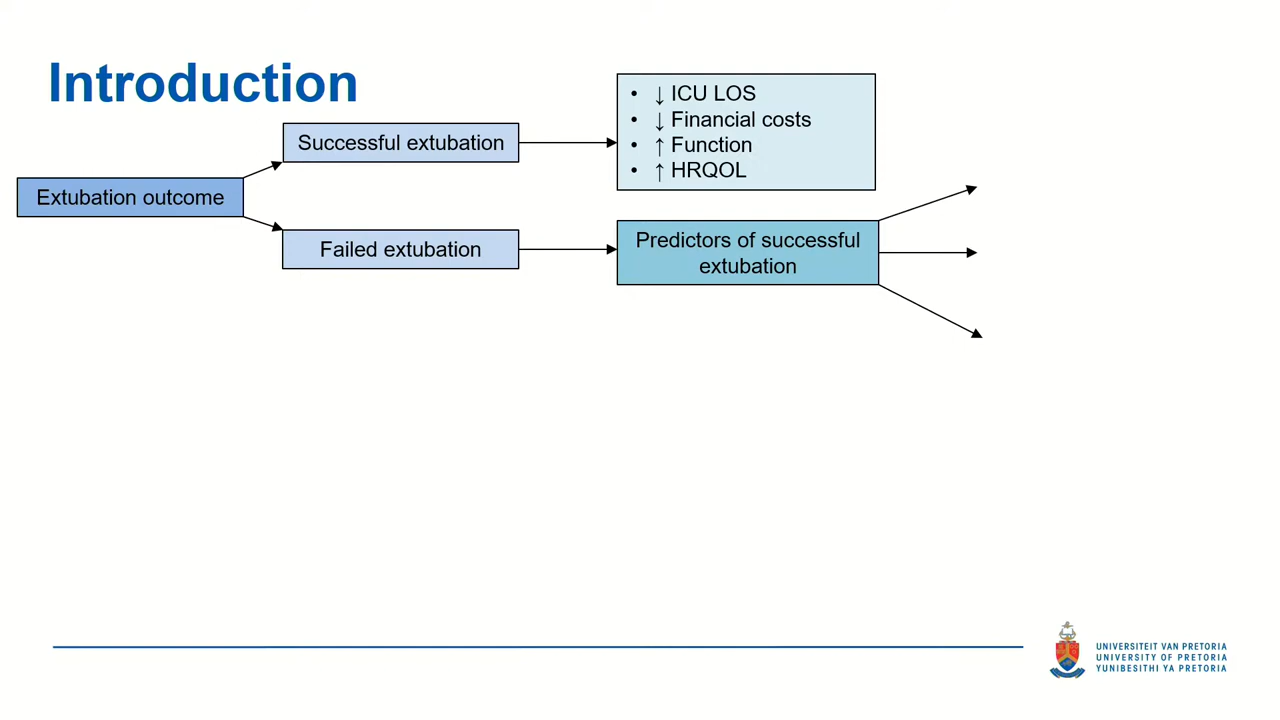 Introduction
Extubation outcome
Successful extubation
Failed extubation
• ↓ ICU LOS
• ↓ Financial costs
• ↑ Function
• ↑ HRQOL
Predictors of successful
extubation
UNIVERSITEIT VAN PRETORIA
UNIVERSITY OF PRETORIA
YUNIBESITHI YA PRETORIA